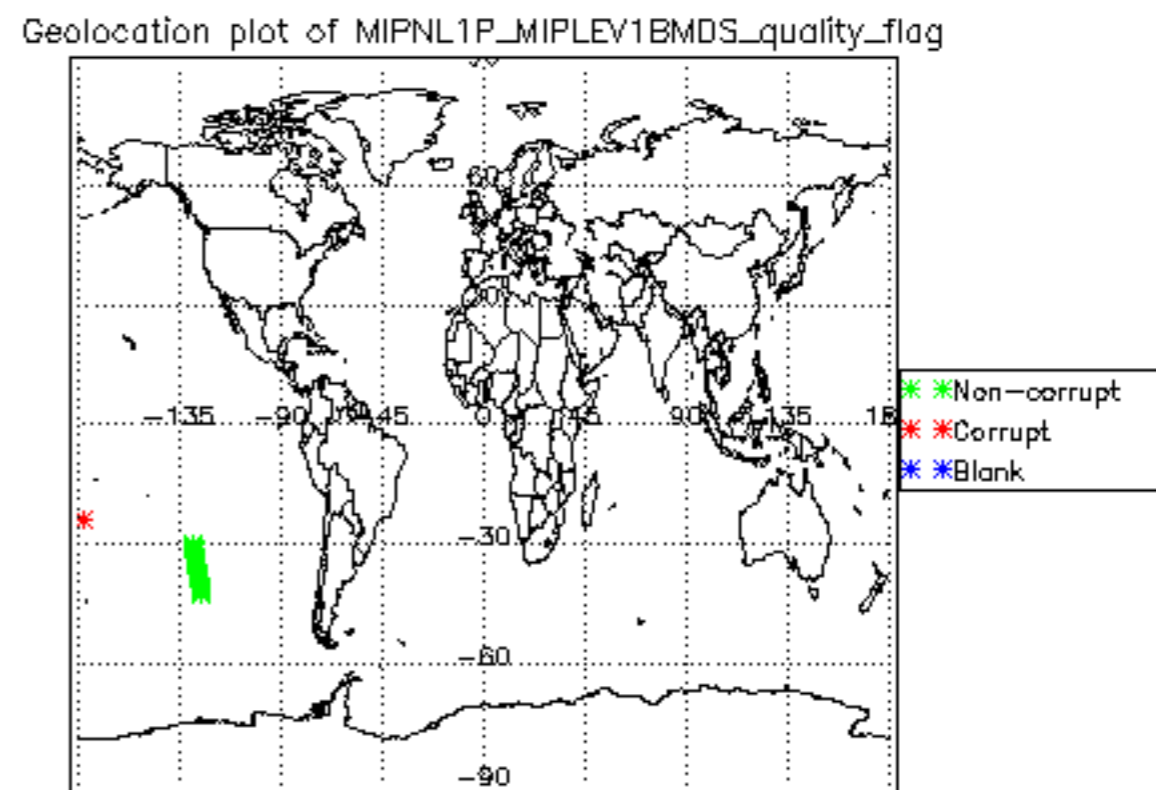 Geolocation plot of MIPNL1P_MIPLEV1BMDS_quality_flag
60
-135 -90 -45 0 45 90 135 18
Non-corrupt
Corrupt
Blank
-30
-60
-90